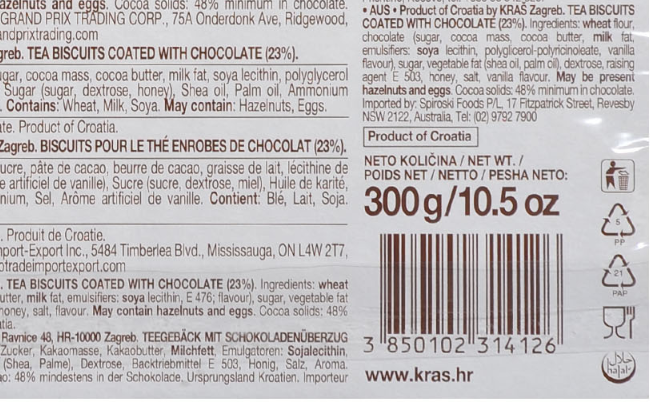 hazelnuts and eggs. Cocoa solids: 48% minimum in chocolate.
GRAND PRIX TRADING CORP., 75A Onderdonk Ave, Ridgewood,
andprixtrading.com
greb. TEA BISCUITS COATED WITH CHOCOLATE (23%).
ugar, cocoa mass, cocoa butter, milk fat, soya lecithin, polyglycerol
Sugar (sugar, dextrose, honey), Shea oil, Palm oil, Ammonium
. Contains: Wheat, Milk, Soya. May contain: Hazelnuts, Eggs.
ate. Product of Croatia.
Zagreb. BISCUITS POUR LE THÉ ENROBES DE CHOCOLAT (23%).
ucre, pâte de cacao, beurre de cacao, graisse de lait, lécithine de
e artificiel de vanille), Sucre (sucre, dextrose, miel), Huile de karité,
nium, Sel, Arôme artificiel de vanille. Contient: Blé, Lait, Soja.
. Produit de Croatie.
mport-Export Inc., 5484 Timberlea Blvd., Mississauga, ON L4W 2T7,
otradeimportexport.com
. TEA BISCUITS COATED WITH CHOCOLATE (23%). Ingredients: wheat
utter, milk fat, emulsifiers: soya lecithin, E 476; flavour), sugar, vegetable fat
honey, salt, flavour. May contain hazelnuts and eggs. Cocoa solids: 48%
atia.
Ravnice 48, HR-10000 Zagreb. TEEGEBÄCK MIT SCHOKOLADENÜBERZUG
Zucker, Kakaomasse, Kakaobutter, Milchfett, Emulgatoren: Sojalecithin,
(Shea, Palme), Dextrose, Backtriebmittel E 503, Honig, Salz, Aroma.
ao: 48% mindestens in der Schokolade, Ursprungsland Kroatien. Importeur
• AUS • Product of Croatia by KRAŠ Zagreb. TEA BISCUITS
COATED WITH CHOCOLATE (23%). Ingredients: wheat flour,
chocolate (sugar, cocoa mass, cocoa butter, milk fat,
emulsifiers: soya lecithin, polyglicerol-polyricinoleate, vanilla
flavour), sugar, vegetable fat (shea oil, palm oil), dextrose, raising
agent E 503, honey, salt, vanilla flavour. May be present
hazelnuts and eggs. Cocoa solids: 48% minimum in chocolate.
Imported by: Spiroski Foods P/L, 17 Fitzpatrick Street, Revesby
NSW 2122, Australia, Tel: (02) 9792 7900
Product of Croatia
NETO KOLIČINA / NET WT. /
POIDS NET / NETTO / PESHA NETO:
300g/10.5 oz
3 850102 314126
www.kras.hr
5
PP
21
PAP
حلال
halal